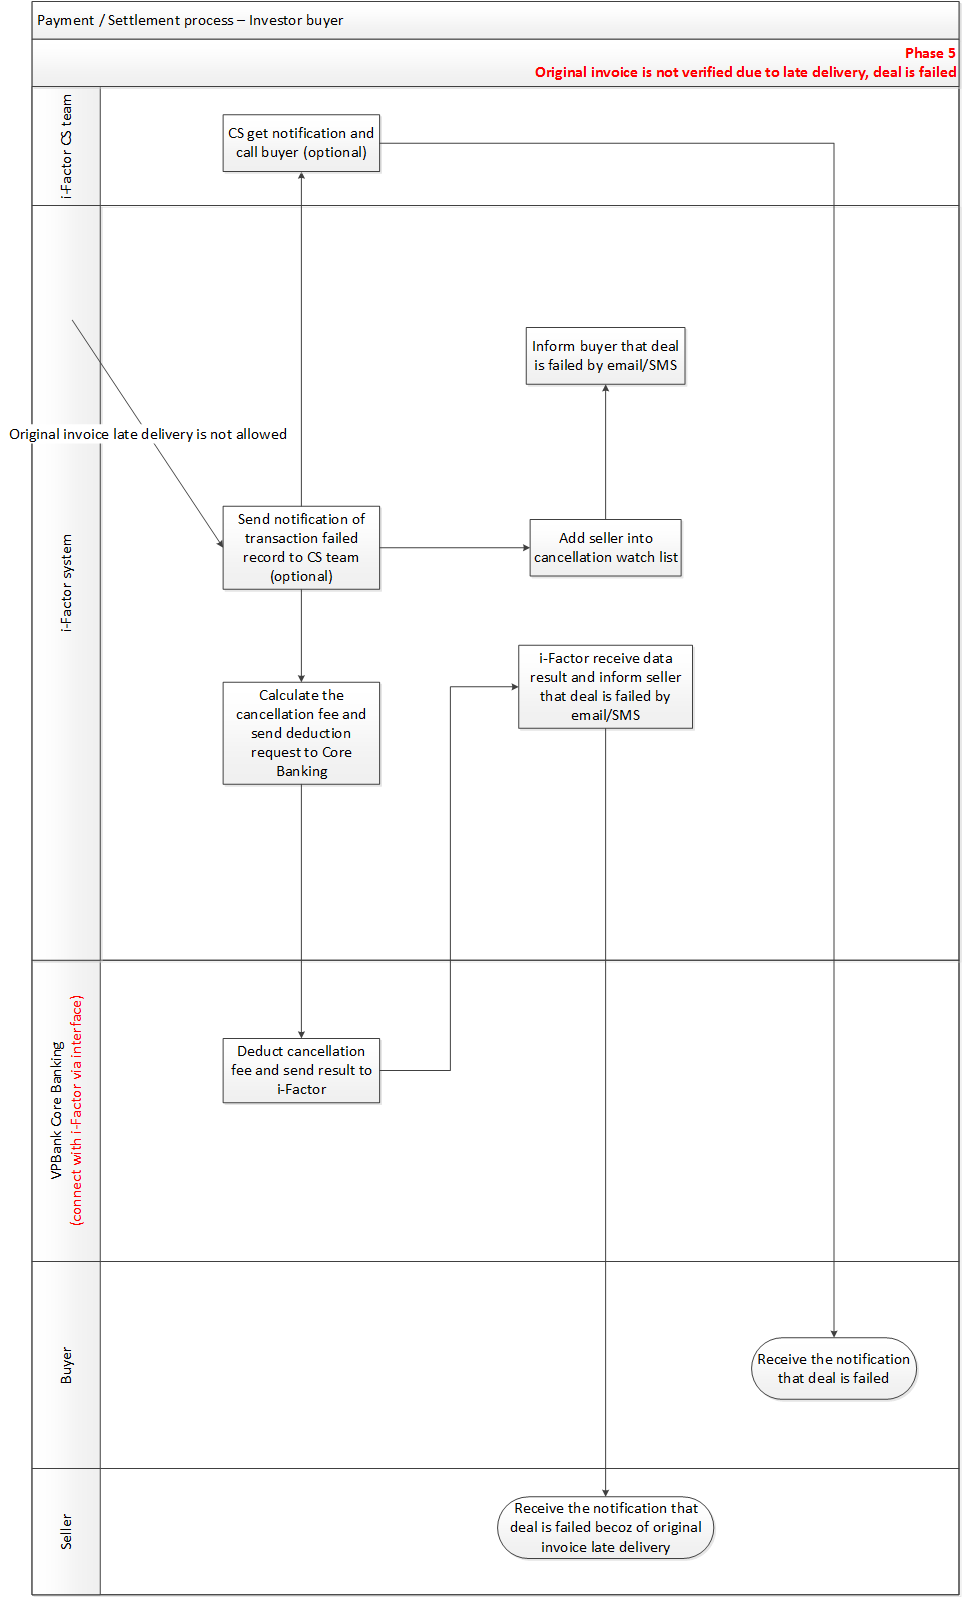 Payment / Settlement process – Investor buyer
Phase 5
Original invoice is not verified due to late delivery, deal is failed
i-Factor CS team
CS get notification and
call buyer (optional)
i-Factor system
Inform buyer that deal
is failed by email/SMS
Original invoice late delivery is not allowed
Send notification of
transaction failed
record to CS team
(optional)
Add seller into
cancellation watch list
i-Factor receive data
result and inform seller
that deal is failed by
email/SMS
Calculate the
cancellation fee and
send deduction
request to Core
Banking
VPBank Core Banking
(connect with i-Factor via interface)
Deduct cancellation
fee and send result to
i-Factor
Buyer
Receive the notification
that deal is failed
Seller
Receive the notification that
deal is failed becoz of original
invoice late delivery